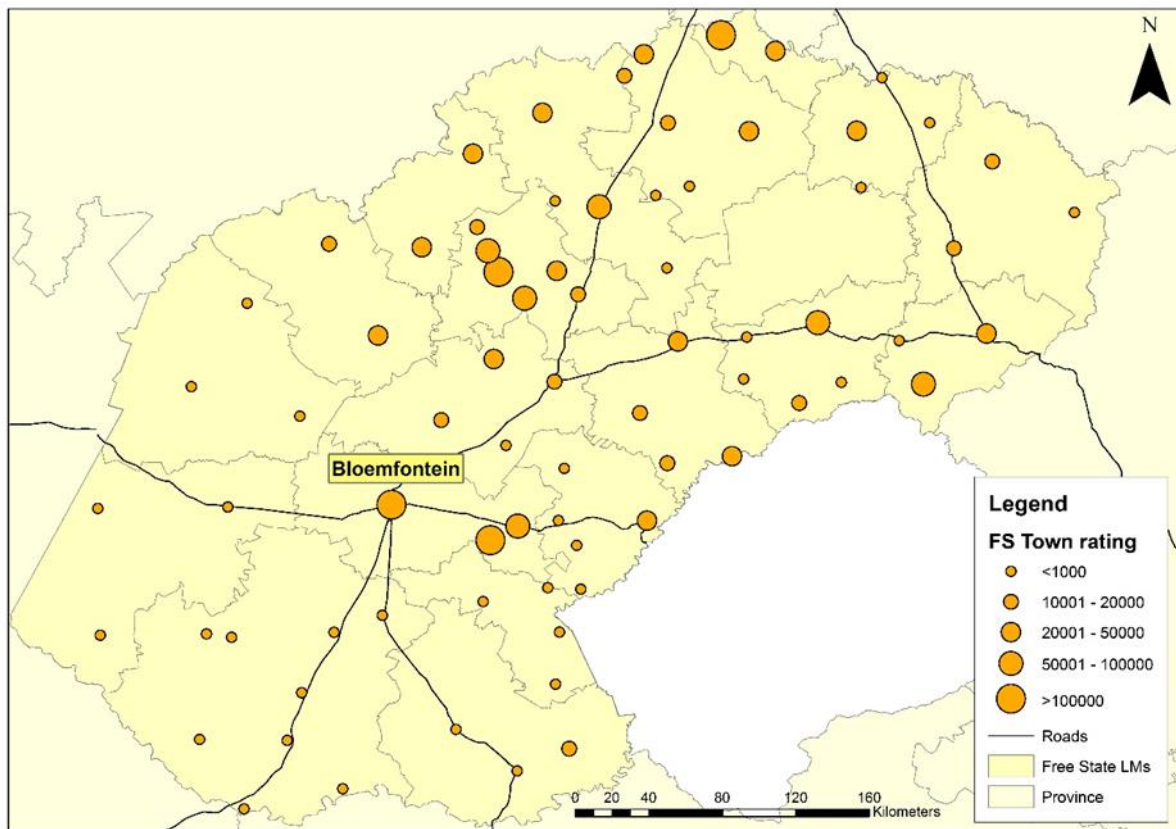 N
Bloemfontein
Legend
FS Town rating
<1000
10001 - 20000
20001 - 50000
50001 - 100000
>100000
Roads
Free State LMs
Province
0 20 40 80 120 160
Kilometers